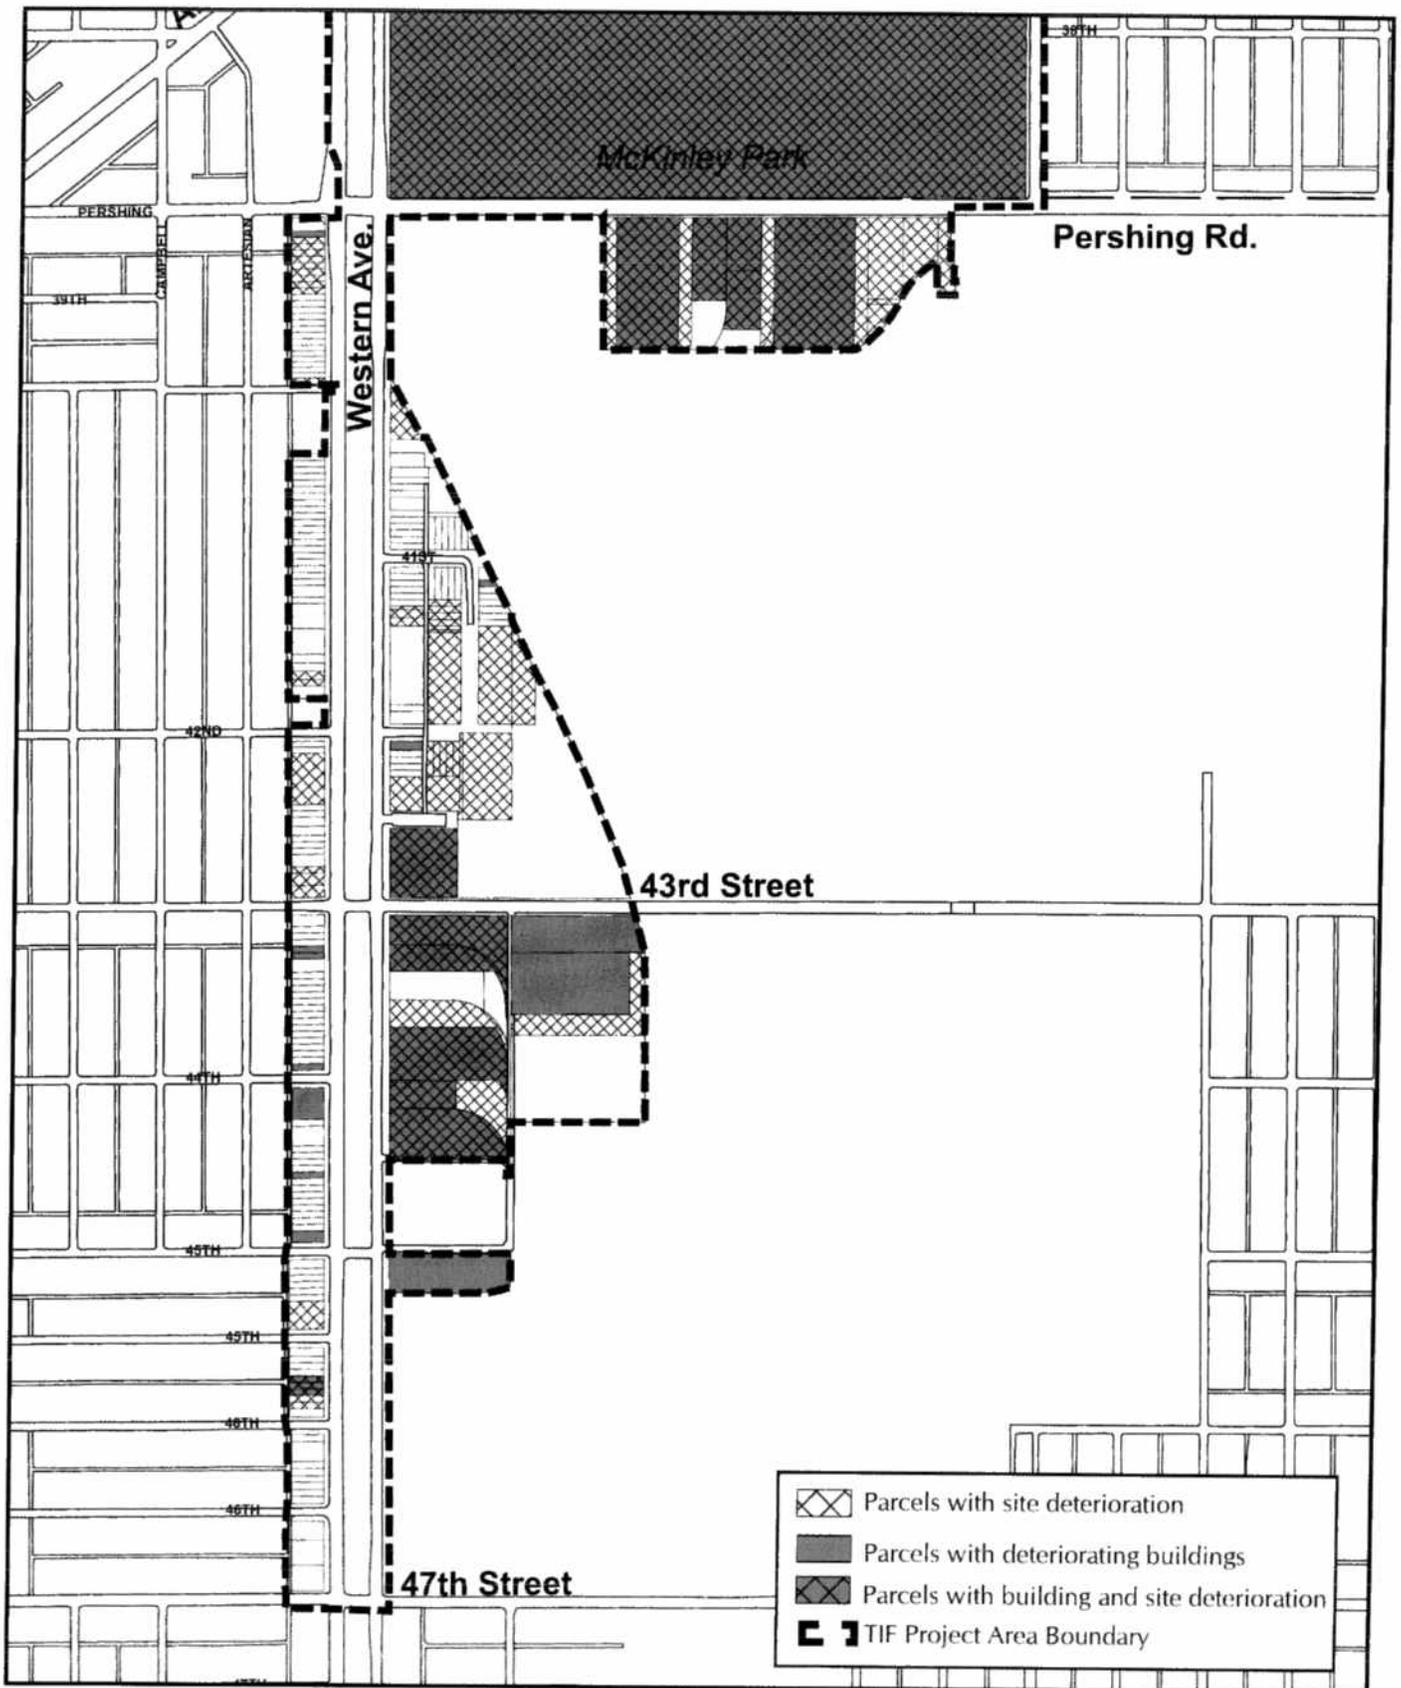 38TH
McKinley Park
PERSHING
CAMPBELL
ARTESIAN
Western Ave.
Pershing Rd.
39TH
41ST
42ND
43rd Street
44TH
45TH
45TH
46TH
46TH
47th Street
47TH
Parcels with site deterioration
Parcels with deteriorating buildings
Parcels with building and site deterioration
TIF Project Area Boundary